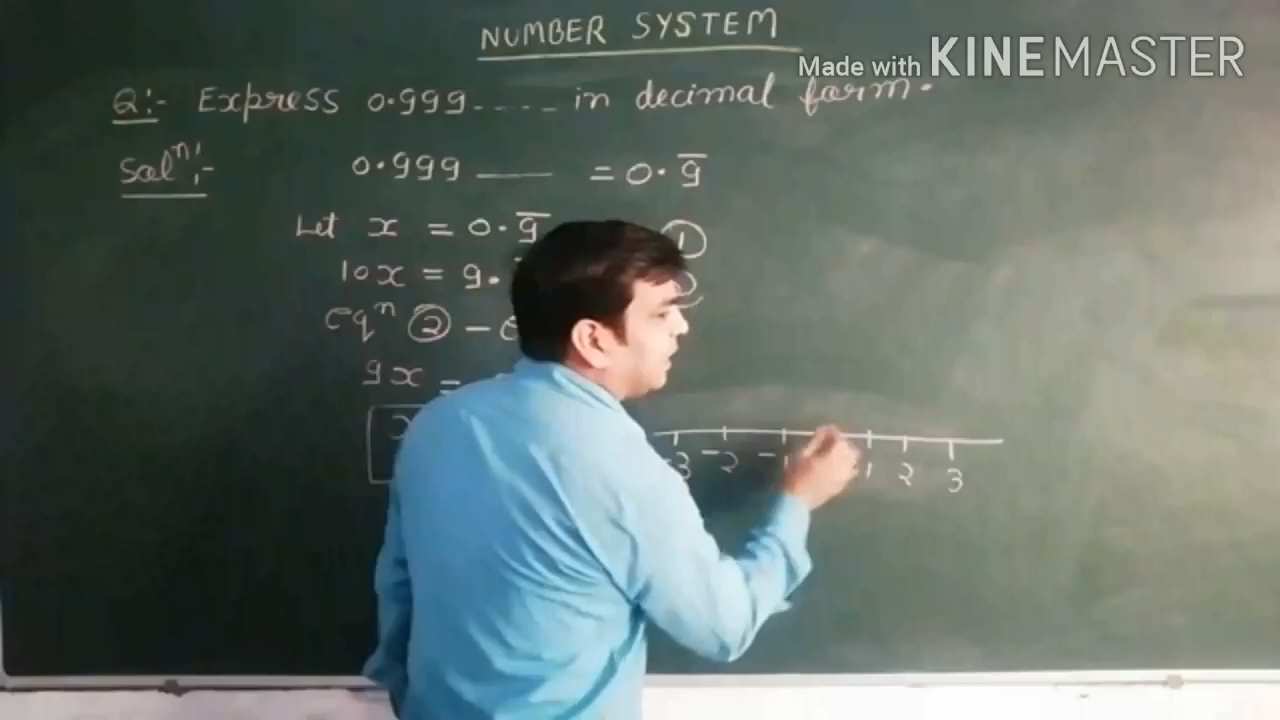 NUMBER SYSTEM
Made with KINEMASTER
Q:- Express 0.999.... in decimal form.
Solⁿ:- 0.999 —— = 0.9̅
Let x = 0.9̅ ①
10x = 9.
eqⁿ ② –
9x =
-3 -2 -1 1 2 3